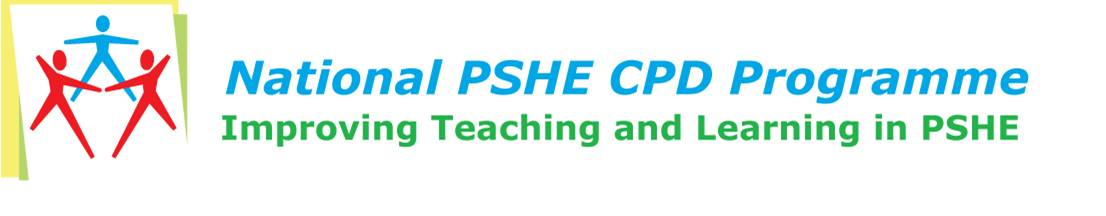 National PSHE CPD Programme
Improving Teaching and Learning in PSHE